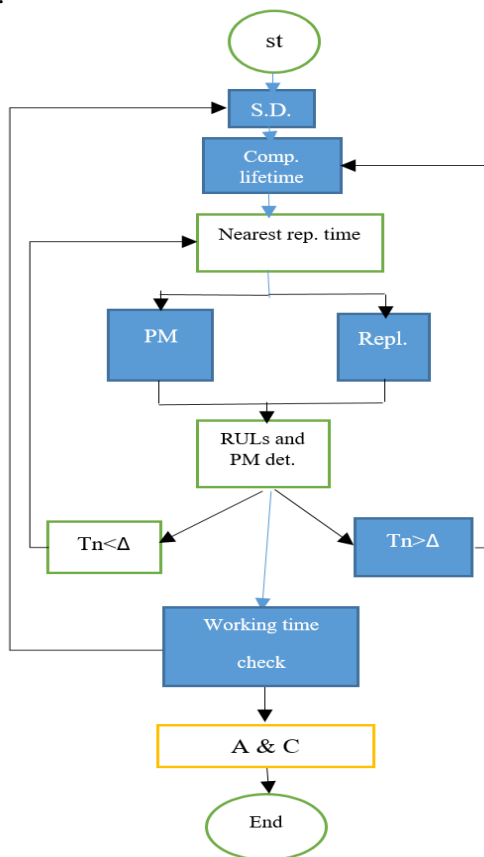 st
S.D.
Comp.
lifetime
Nearest rep. time
PM
Repl.
RULs and
PM det.
Tn<Δ
Tn>Δ
Working time
check
A & C
End